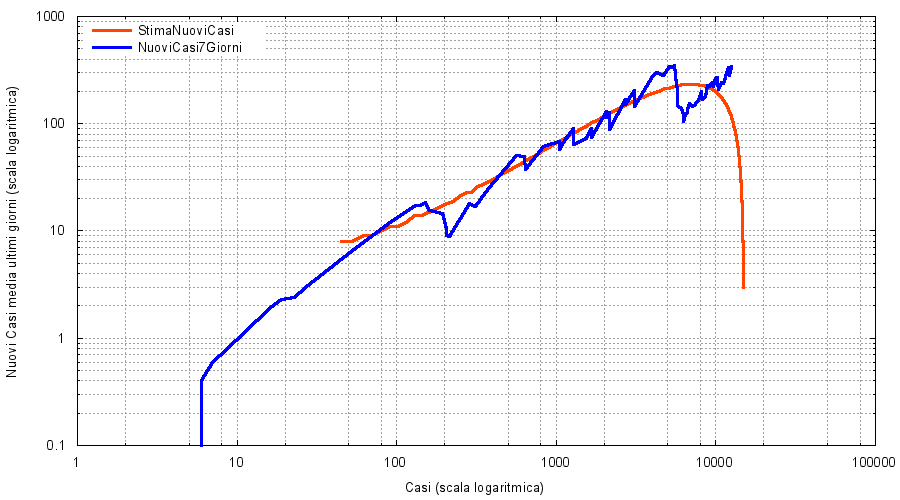 1000
100
10
1
0.1
StimaNuoviCasi
NuoviCasi7Giorni
Nuovi Casi media ultimi giorni (scala logaritmica)
1 10 100 1000 10000 100000
Casi (scala logaritmica)